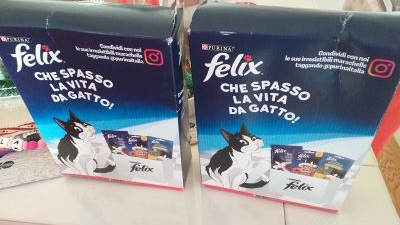 PURINA
felix
Condividi con noi
le sue irresistibili marachelle
taggando @purinaitalia
CHE SPASSO
LA VITA
DA GATTO!
felix
PURINA
felix
Condividi con noi
le sue irresistibili marachelle
taggando @purinaitalia
CHE SPASSO
LA VITA
DA GATTO!
felix